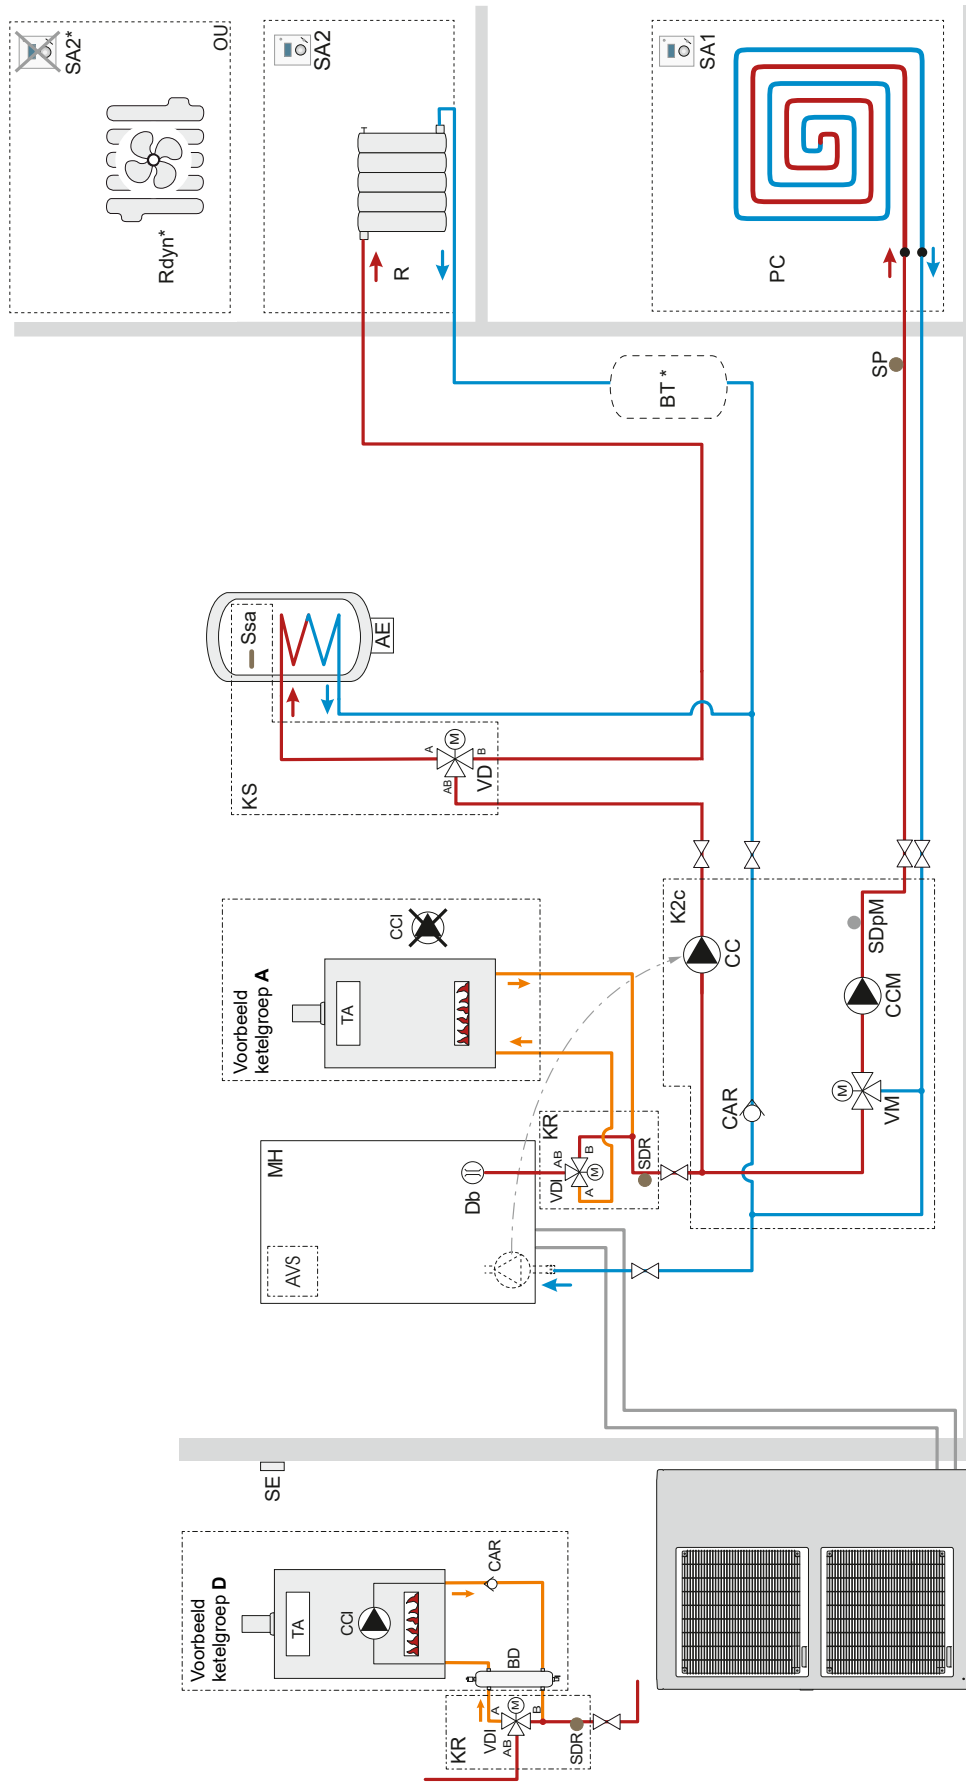 SA2*
OU
Rdyn*
SA2
R
SA1
PC
SP
BT *
Ssa
AE
KS
A
M
B
AB
VD
Voorbeeld
ketelgroep A
TA
CCI
K2c
CC
SDpM
CCM
M
VM
CAR
MH
AVS
Db
KR
VDI
AB
B
A
M
SDR
SE
Voorbeeld
ketelgroep D
TA
CCI
CAR
BD
KR
VDI
A
M
B
AB
SDR